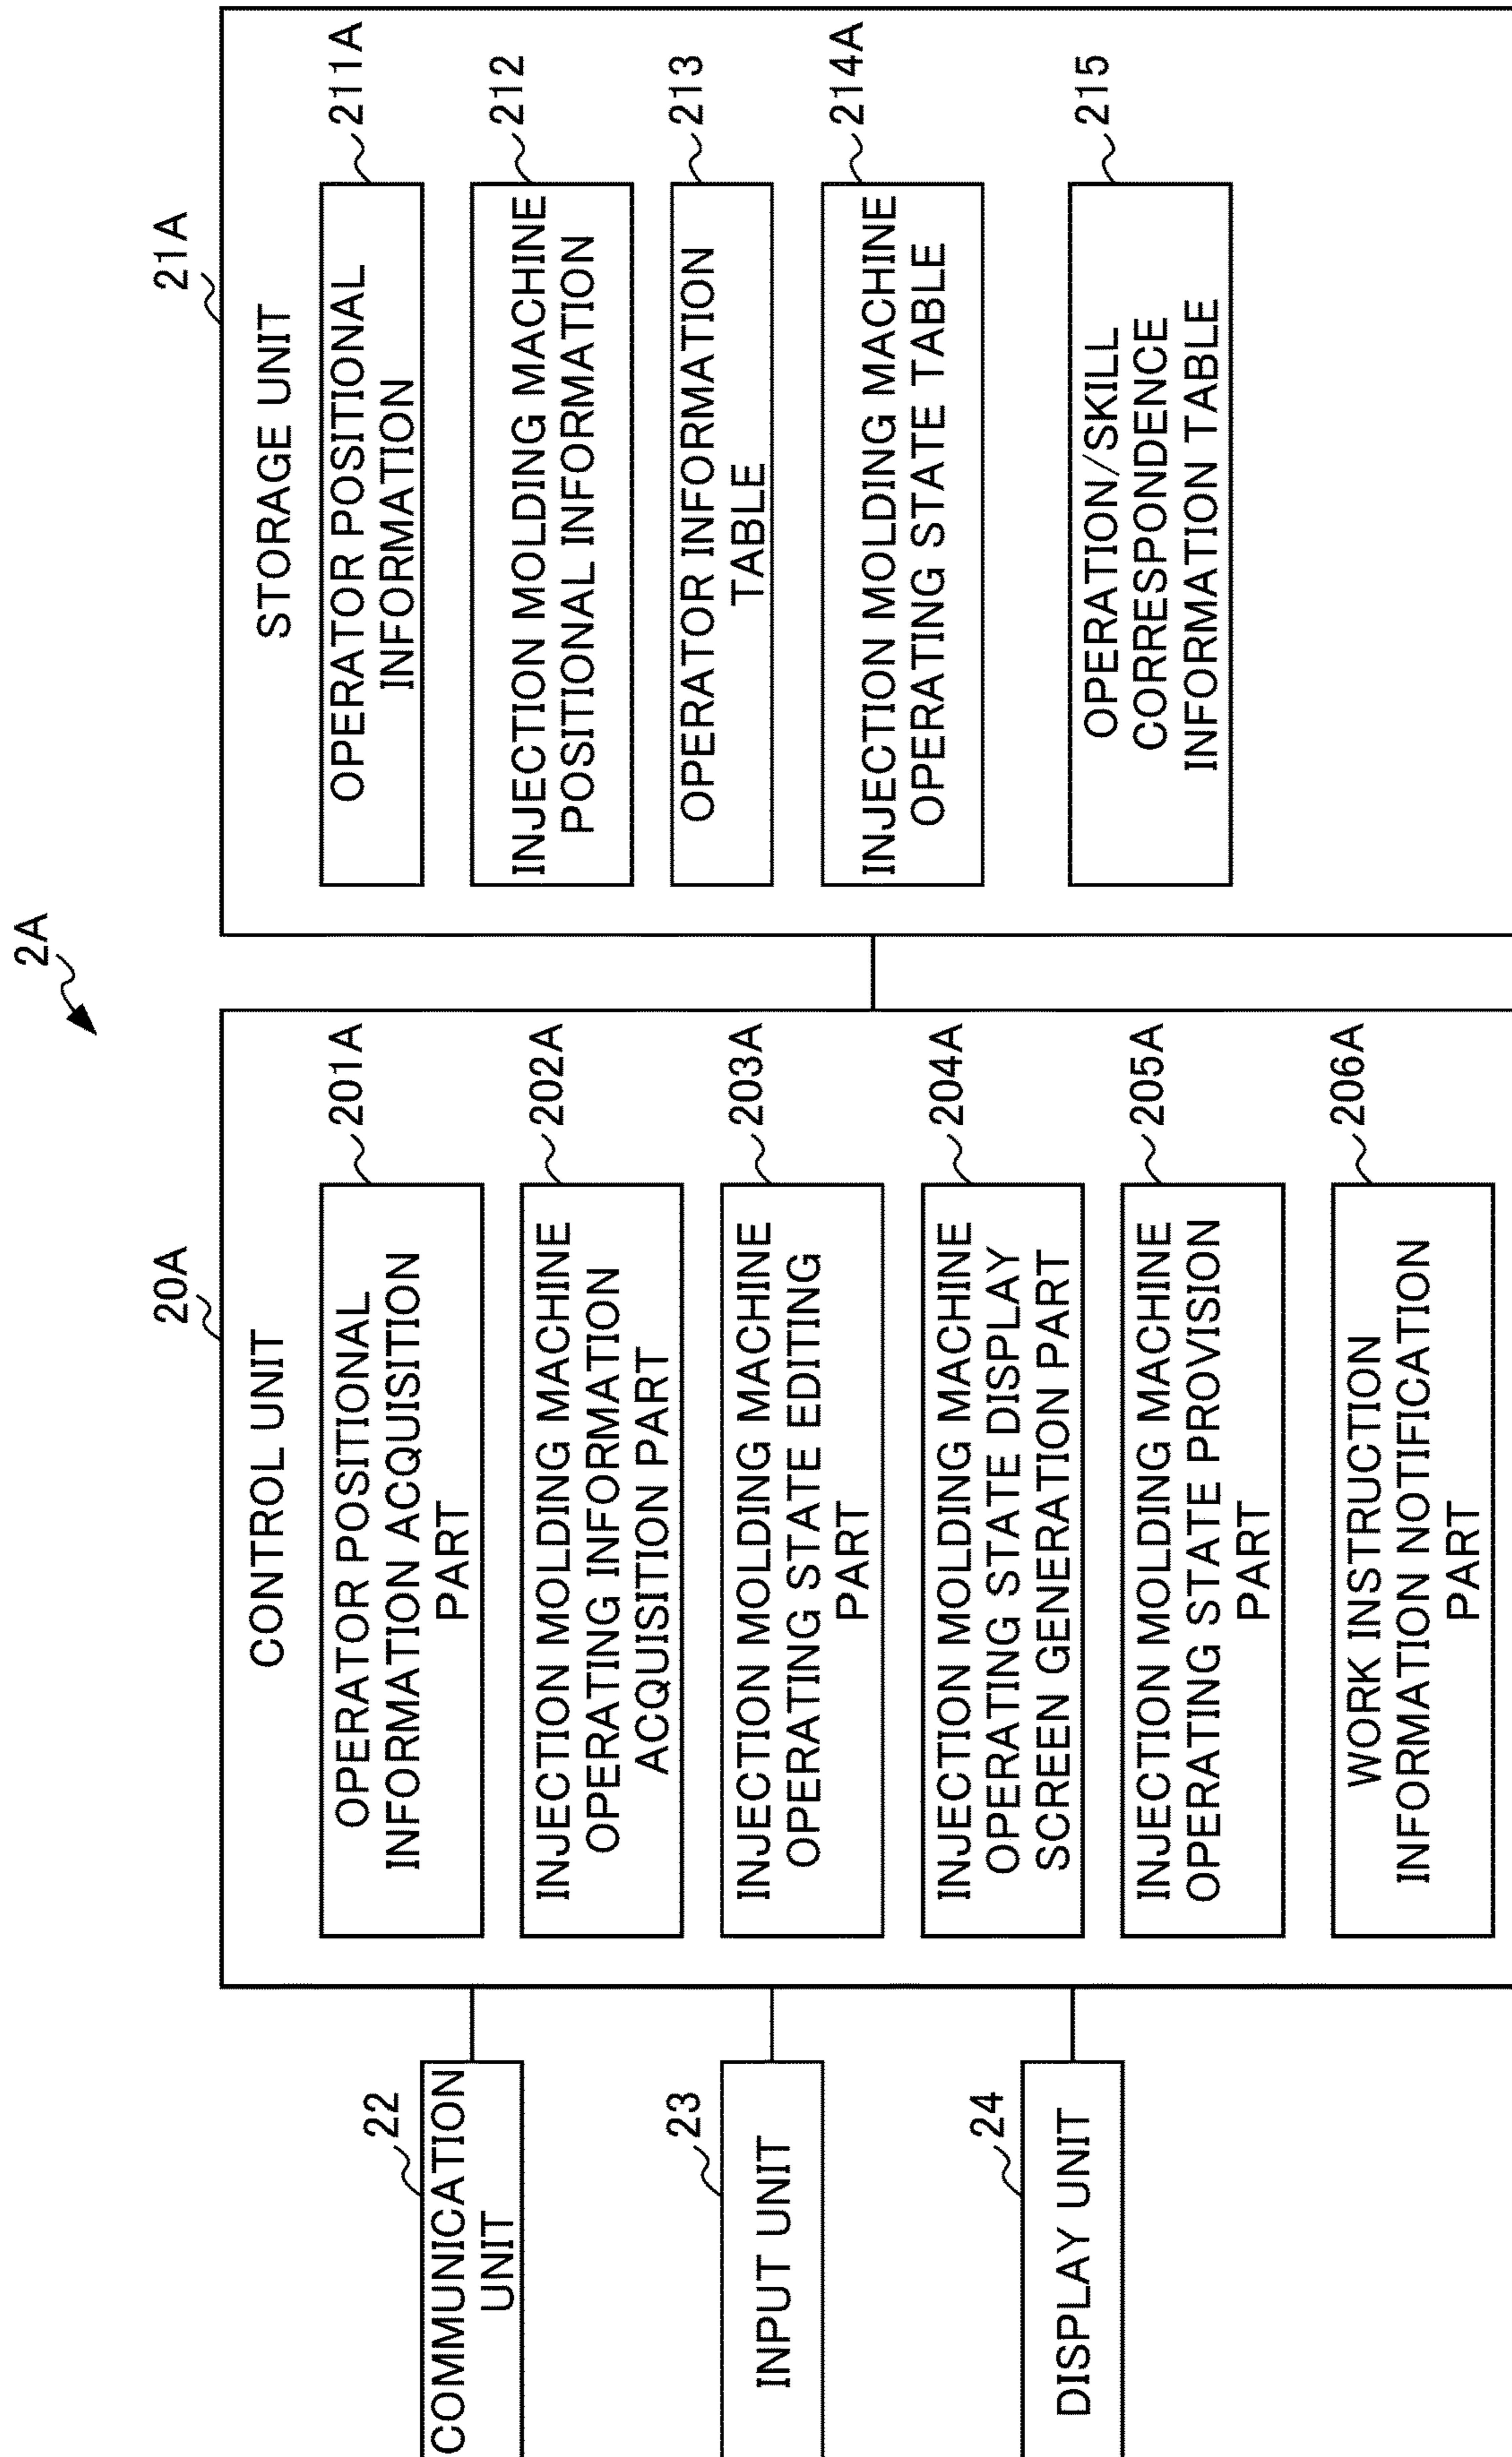 2A
22
COMMUNICATION
UNIT
23
INPUT UNIT
24
DISPLAY UNIT
20A
CONTROL UNIT
201A
OPERATOR POSITIONAL
INFORMATION ACQUISITION
PART
202A
INJECTION MOLDING MACHINE
OPERATING INFORMATION
ACQUISITION PART
203A
INJECTION MOLDING MACHINE
OPERATING STATE EDITING
PART
204A
INJECTION MOLDING MACHINE
OPERATING STATE DISPLAY
SCREEN GENERATION PART
205A
INJECTION MOLDING MACHINE
OPERATING STATE PROVISION
PART
206A
WORK INSTRUCTION
INFORMATION NOTIFICATION
PART
21A
STORAGE UNIT
211A
OPERATOR POSITIONAL
INFORMATION
212
INJECTION MOLDING MACHINE
POSITIONAL INFORMATION
213
OPERATOR INFORMATION
TABLE
214A
INJECTION MOLDING MACHINE
OPERATING STATE TABLE
215
OPERATION/SKILL
CORRESPONDENCE
INFORMATION TABLE